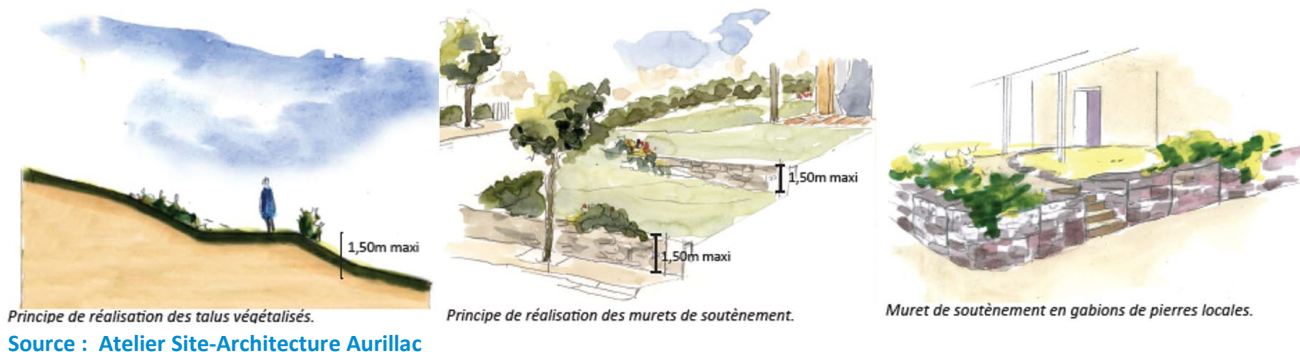 1,50m maxi
Principe de réalisation des talus végétalisés.
1,50m maxi
1,50m maxi
Principe de réalisation des murets de soutènement.
Muret de soutènement en gabions de pierres locales.
Source : Atelier Site-Architecture Aurillac